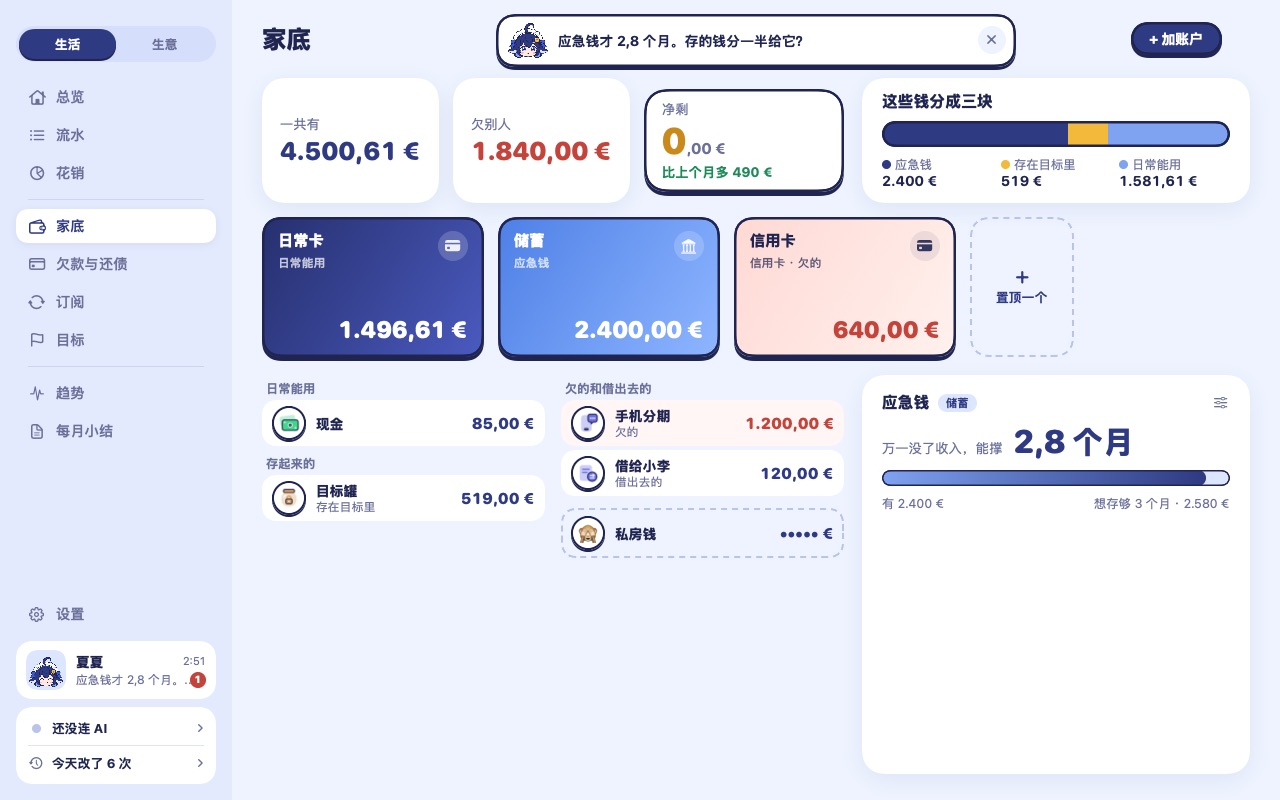 生活
生意
总览
流水
花销
家底
欠款与还债
订阅
目标
趋势
每月小结
设置
夏夏
2:51
应急钱才 2,8 个月。..
1
还没连 AI
今天改了 6 次
家底
应急钱才 2,8 个月。存的钱分一半给它?
+ 加账户
一共有
4.500,61 €
欠别人
1.840,00 €
净剩
0,00 €
比上个月多 490 €
这些钱分成三块
应急钱
2.400 €
存在目标里
519 €
日常能用
1.581,61 €
日常卡
日常能用
1.496,61 €
储蓄
应急钱
2.400,00 €
信用卡
信用卡 · 欠的
640,00 €
+
置顶一个
日常能用
现金
85,00 €
存起来的
目标罐
存在目标里
519,00 €
欠的和借出去的
手机分期
欠的
1.200,00 €
借给小李
借出去的
120,00 €
私房钱
••••• €
应急钱
储蓄
万一没了收入，能撑 2,8 个月
有 2.400 €
想存够 3 个月 · 2.580 €